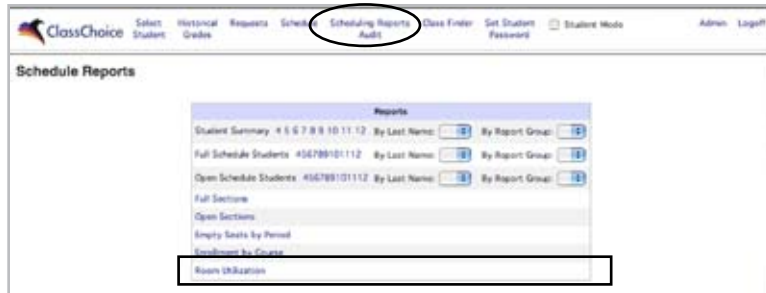 ClassChoice Select Student Historical Grades Requests Schedule Scheduling Reports Audit Class Finder Set Student Password Student Mode Admin Logoff
Schedule Reports
Reports
Student Summary 4 5 6 7 8 9 10 11 12 By Last Name: By Report Group:
Full Schedule Students 456789101112 By Last Name: By Report Group:
Open Schedule Students 456789101112 By Last Name: By Report Group:
Full Sections
Open Sections
Empty Seats by Period
Enrollment by Course
Room Utilization